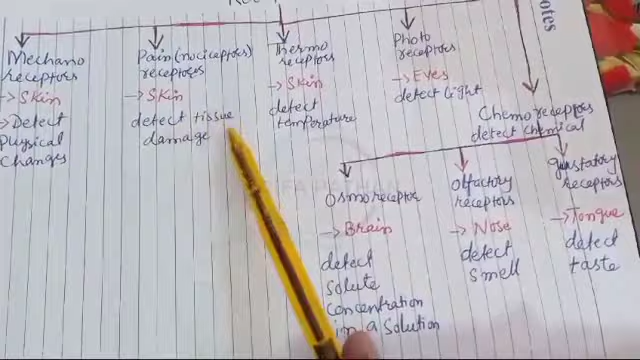 Mechano
receptors
→ Skin
→ Detect
Physical
Changes
Pain (nociceptors)
receptores
→ Skin
detect tissue
damage
Thermo
receptors
→ Skin
detect
temperature
Photo
receptors
→ Eyes
detect light
Chemoreceptors
detect chemical
Osmoreceptor
→ Brain
detect
Solute
Concentration
in a Solution
Olfactory
receptors
→ Nose
detect
Smell
gustatory
receptors
→ Tongue
detect
taste
otes